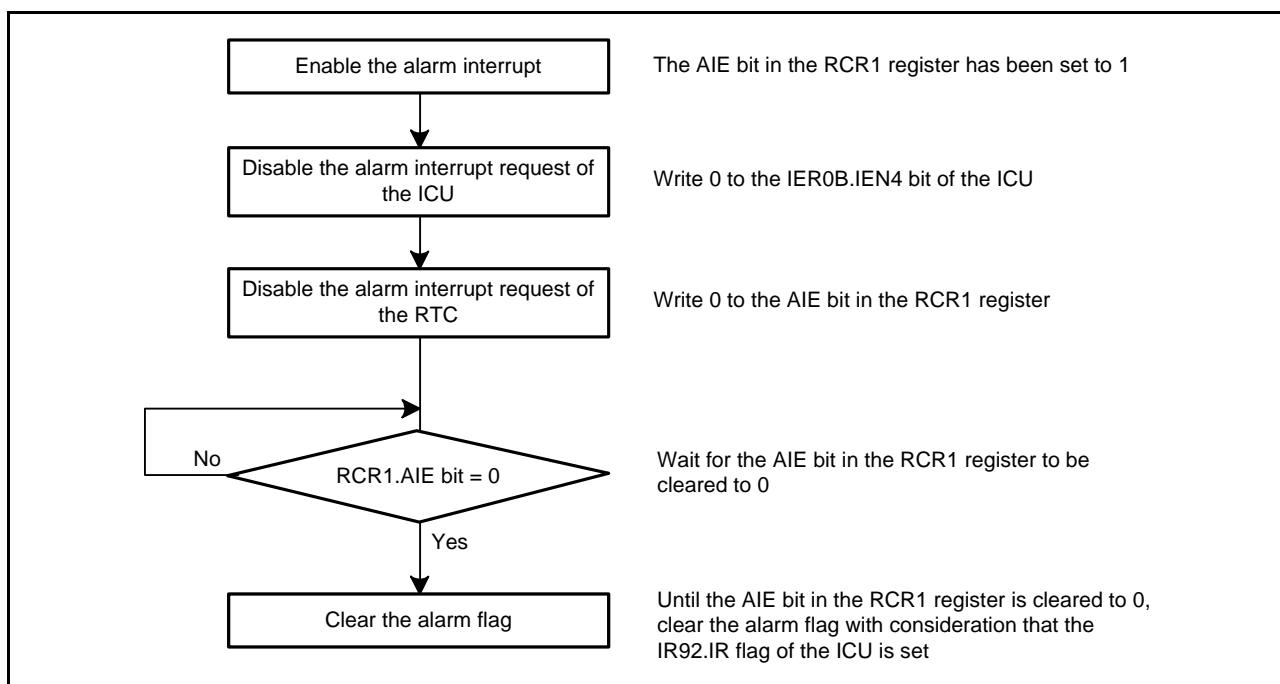 Enable the alarm interrupt
The AIE bit in the RCR1 register has been set to 1
Disable the alarm interrupt request of
the ICU
Write 0 to the IER0B.IEN4 bit of the ICU
Disable the alarm interrupt request of
the RTC
Write 0 to the AIE bit in the RCR1 register
No
RCR1.AIE bit = 0
Wait for the AIE bit in the RCR1 register to be
cleared to 0
Yes
Clear the alarm flag
Until the AIE bit in the RCR1 register is cleared to 0,
clear the alarm flag with consideration that the
IR92.IR flag of the ICU is set